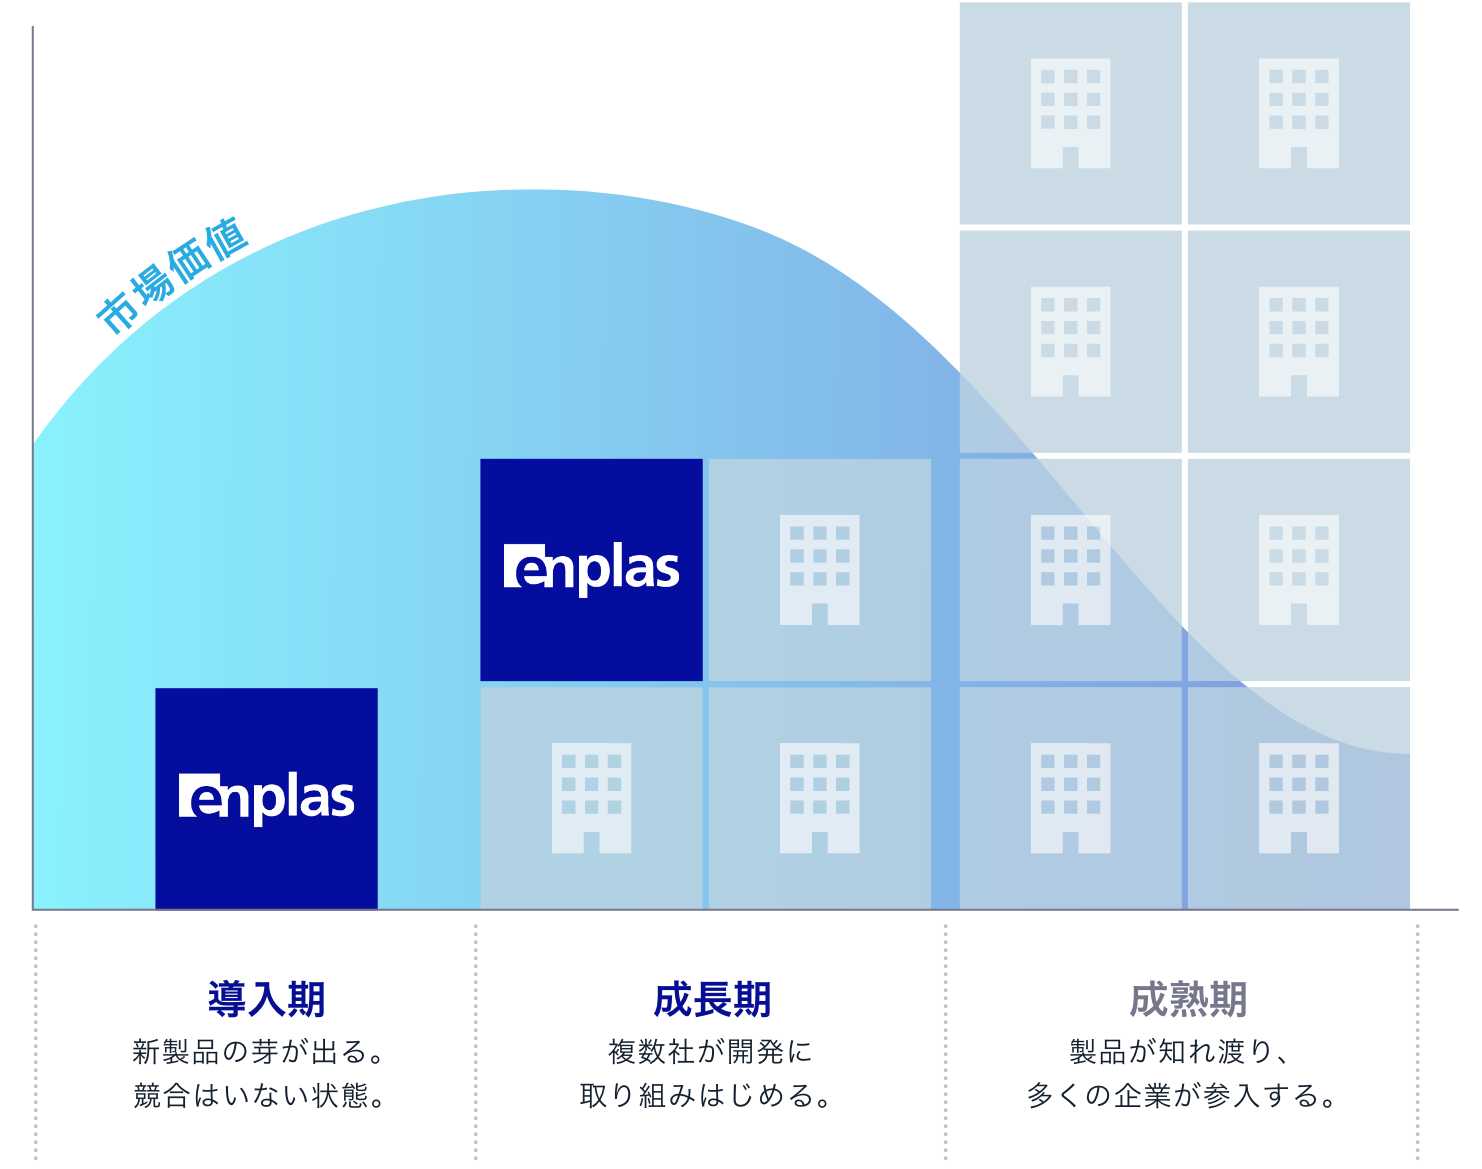 市場価値
enplas
enplas
導入期
新製品の芽が出る。
競合はいない状態。
成長期
複数社が開発に
取り組みはじめる。
成熟期
製品が知れ渡り、
多くの企業が参入する。